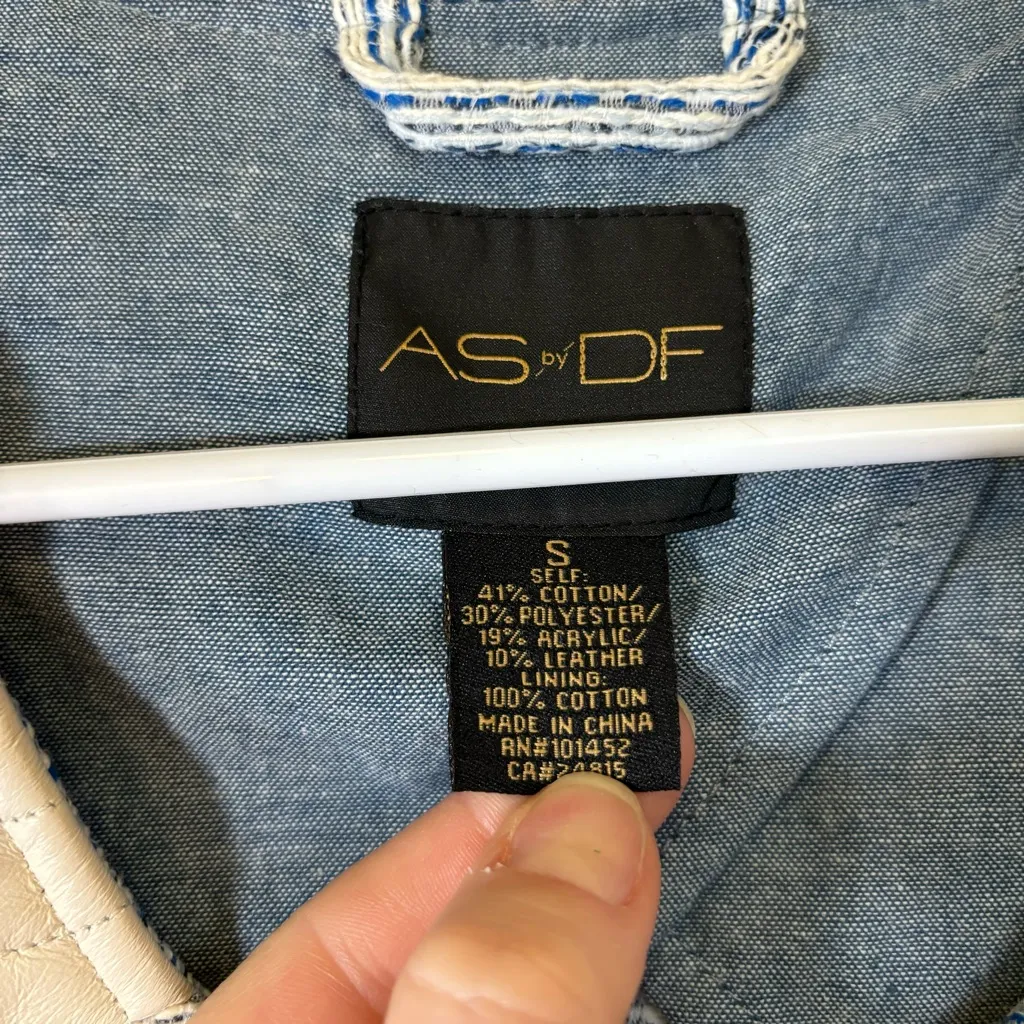 AS by DF
S
SELF:
41% COTTON/
30% POLYESTER/
19% ACRYLIC/
10% LEATHER
LINING:
100% COTTON
MADE IN CHINA
RN#101452